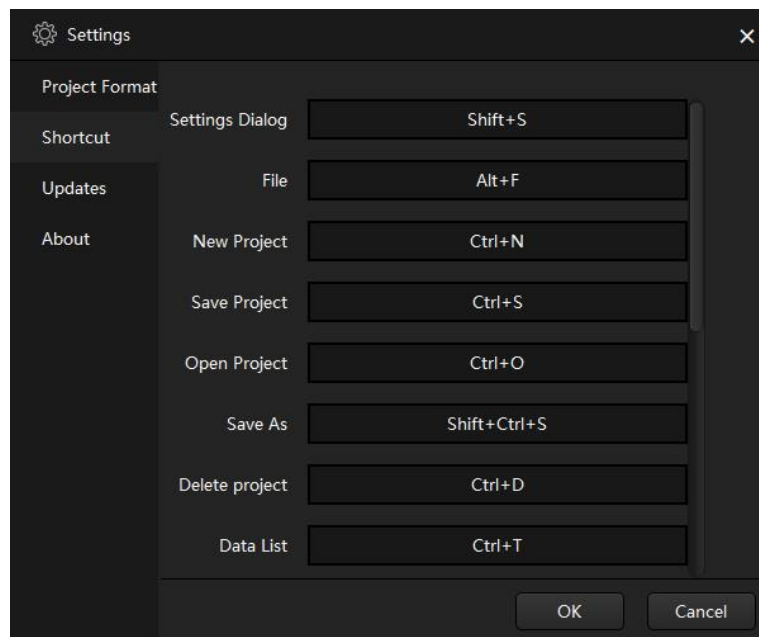 Settings
Project Format
Shortcut
Updates
About
Settings Dialog Shift+S
File Alt+F
New Project Ctrl+N
Save Project Ctrl+S
Open Project Ctrl+O
Save As Shift+Ctrl+S
Delete project Ctrl+D
Data List Ctrl+T
OK Cancel